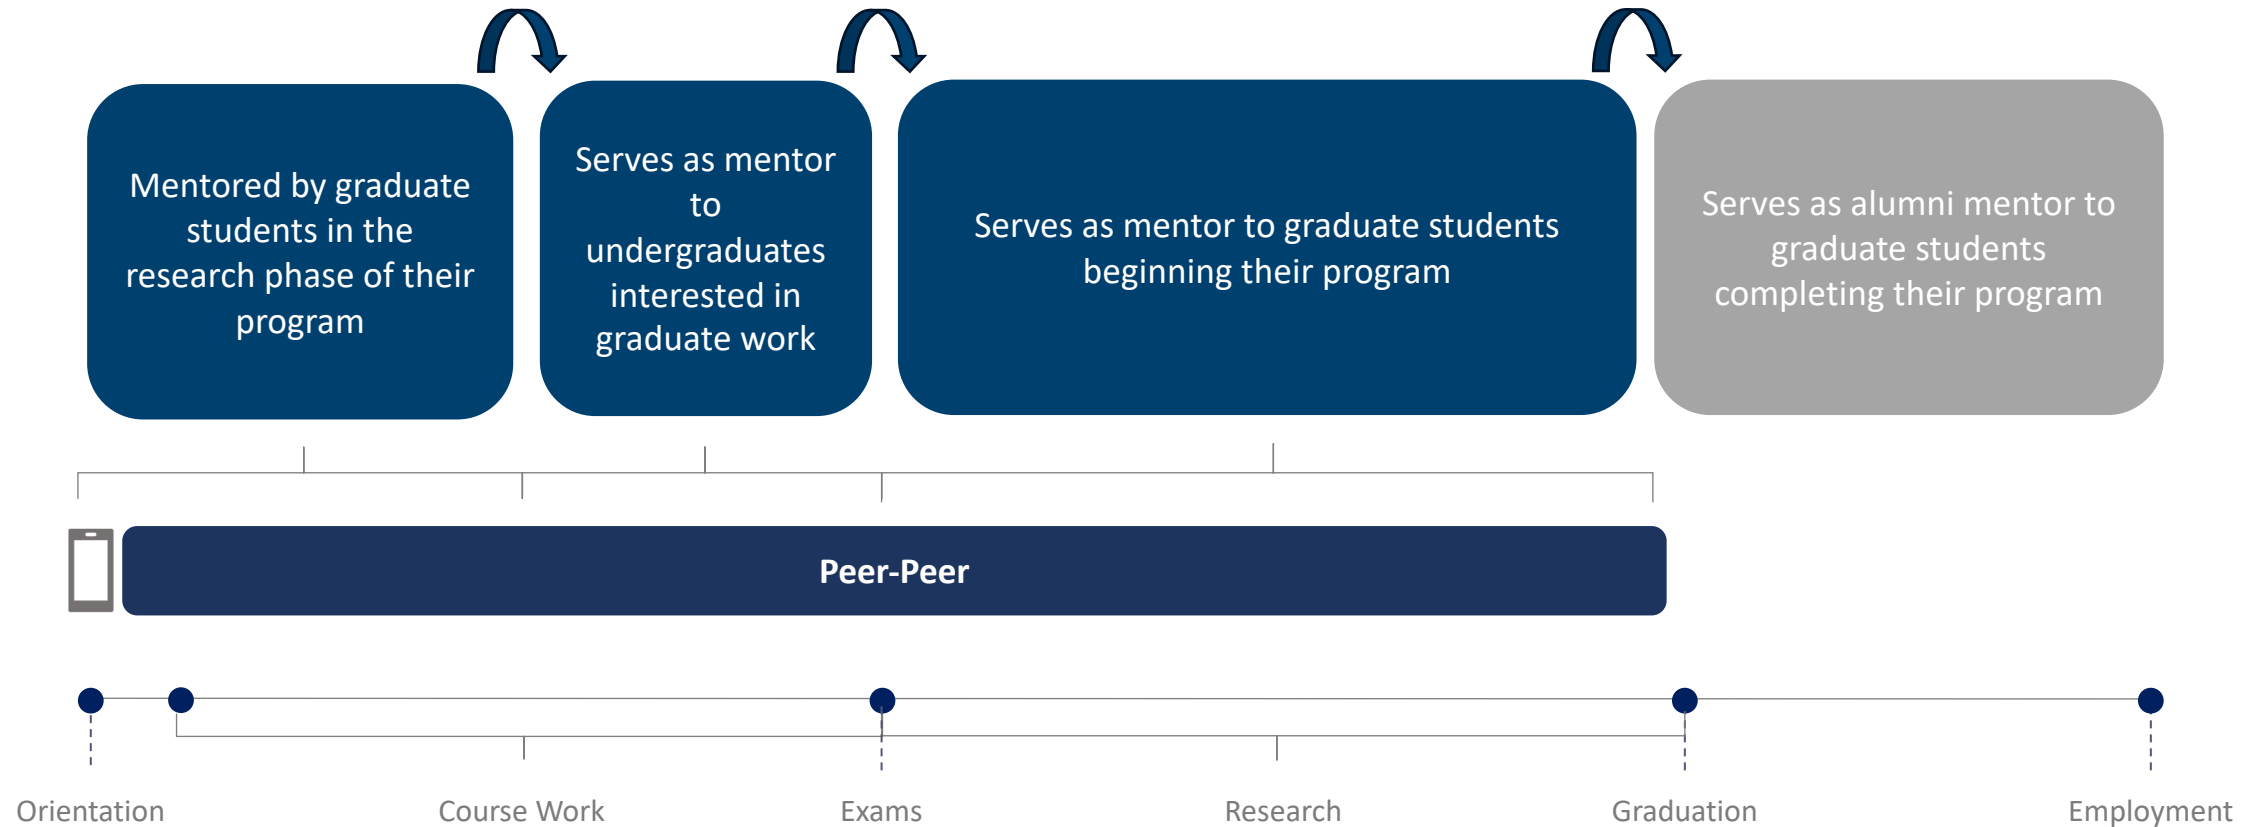 Mentored by graduate
students in the
research phase of their
program
Serves as mentor
to
undergraduates
interested in
graduate work
Serves as mentor to graduate students
beginning their program
Serves as alumni mentor to
graduate students
completing their program
Peer-Peer
Orientation
Course Work
Exams
Research
Graduation
Employment